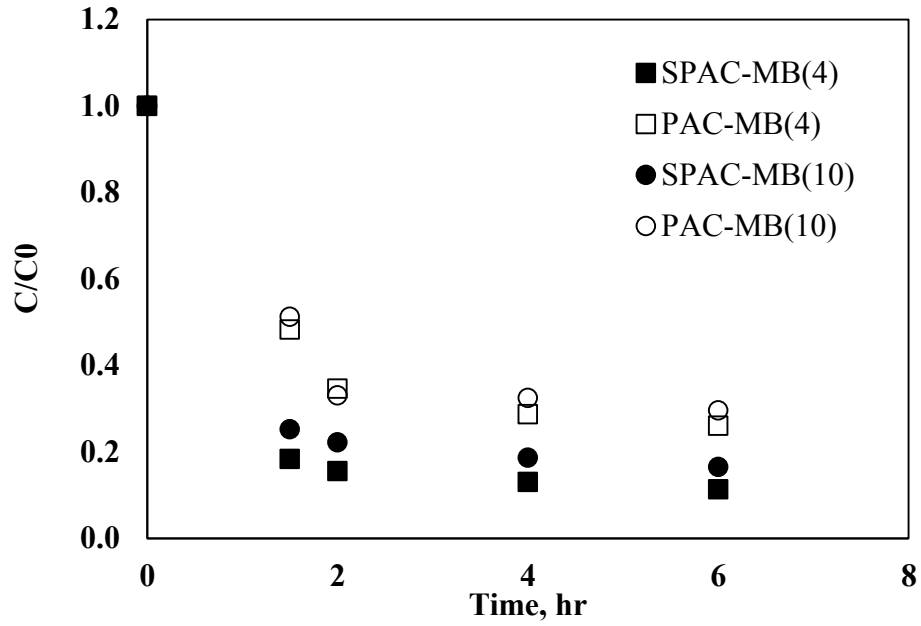 1.2
1.0
0.8
0.6
0.4
0.2
0.0
C/C0
SPAC-MB(4)
PAC-MB(4)
SPAC-MB(10)
PAC-MB(10)
0 2 4 6 8
Time, hr